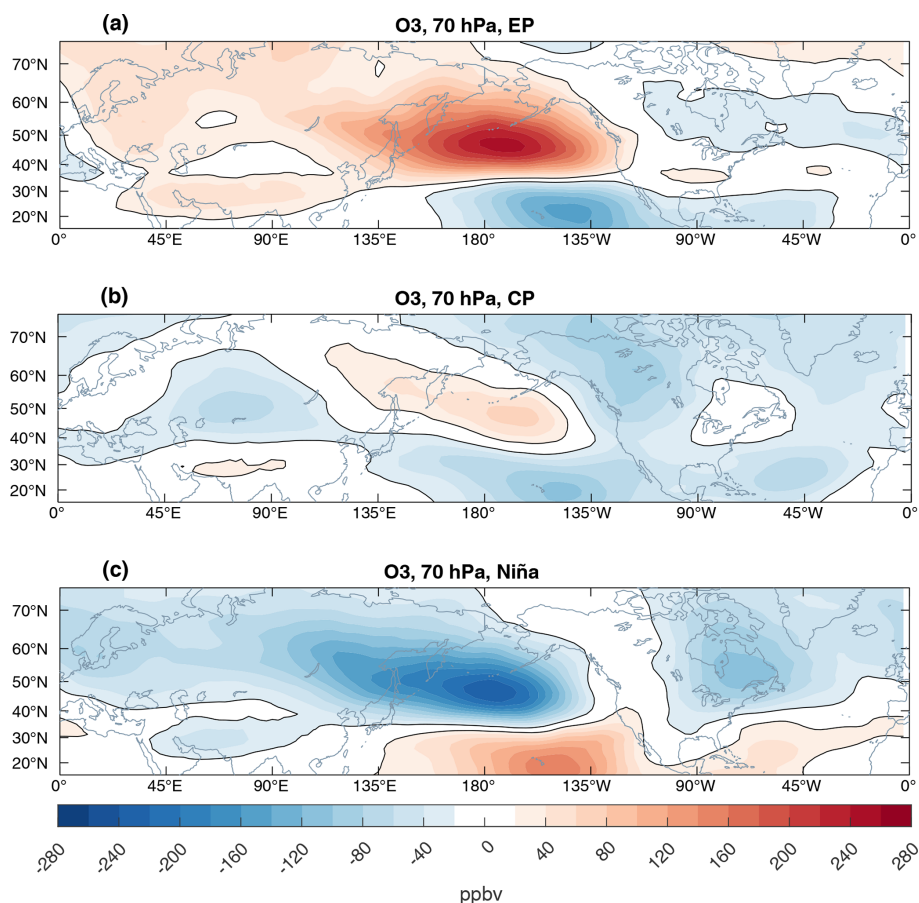 (a) O3, 70 hPa, EP
70°N
60°N
50°N
40°N
30°N
20°N
0° 45°E 90°E 135°E 180° 135°W 90°W 45°W 0°
(b) O3, 70 hPa, CP
70°N
60°N
50°N
40°N
30°N
20°N
0° 45°E 90°E 135°E 180° 135°W 90°W 45°W 0°
(c) O3, 70 hPa, Niña
70°N
60°N
50°N
40°N
30°N
20°N
0° 45°E 90°E 135°E 180° 135°W 90°W 45°W 0°
-280 -240 -200 -160 -120 -80 -40 0 40 80 120 160 200 240 280
ppbv